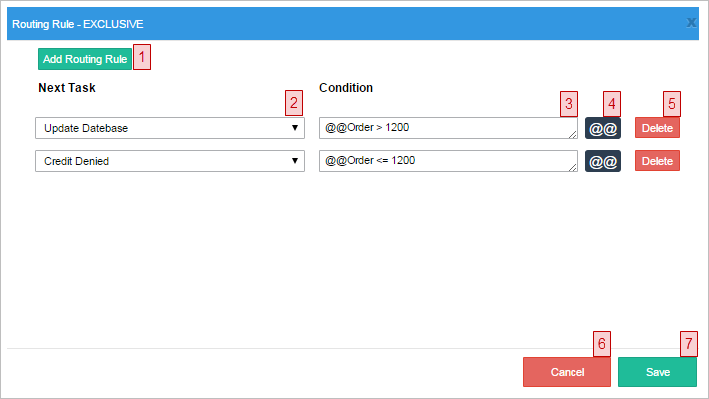 Routing Rule - EXCLUSIVE x
Add Routing Rule 1
Next Task Condition
2 3 4 5
Update Datebase @@Order > 1200 @@ Delete
Credit Denied @@Order <= 1200 @@ Delete
6 7
Cancel Save